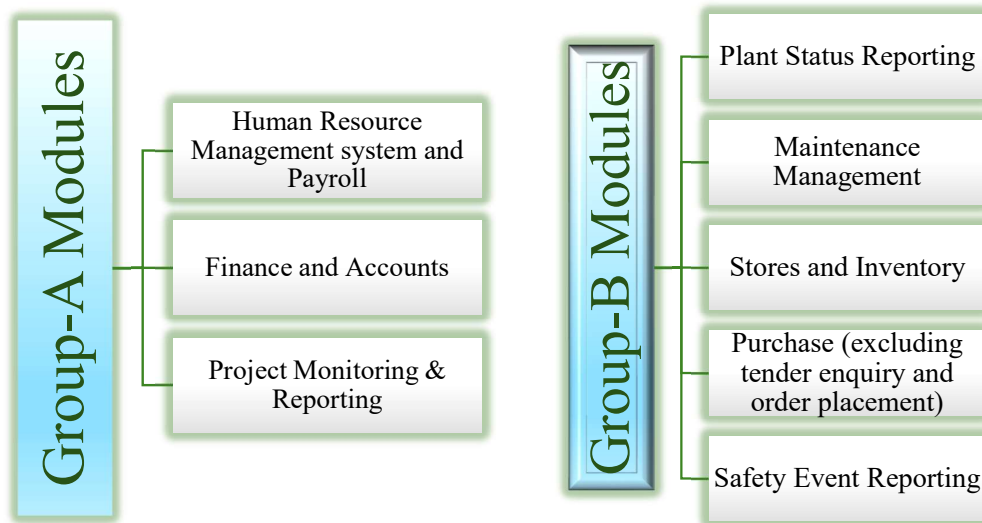 Group-A Modules
Human Resource
Management system and
Payroll
Finance and Accounts
Project Monitoring &
Reporting
Group-B Modules
Plant Status Reporting
Maintenance
Management
Stores and Inventory
Purchase (excluding
tender enquiry and
order placement)
Safety Event Reporting